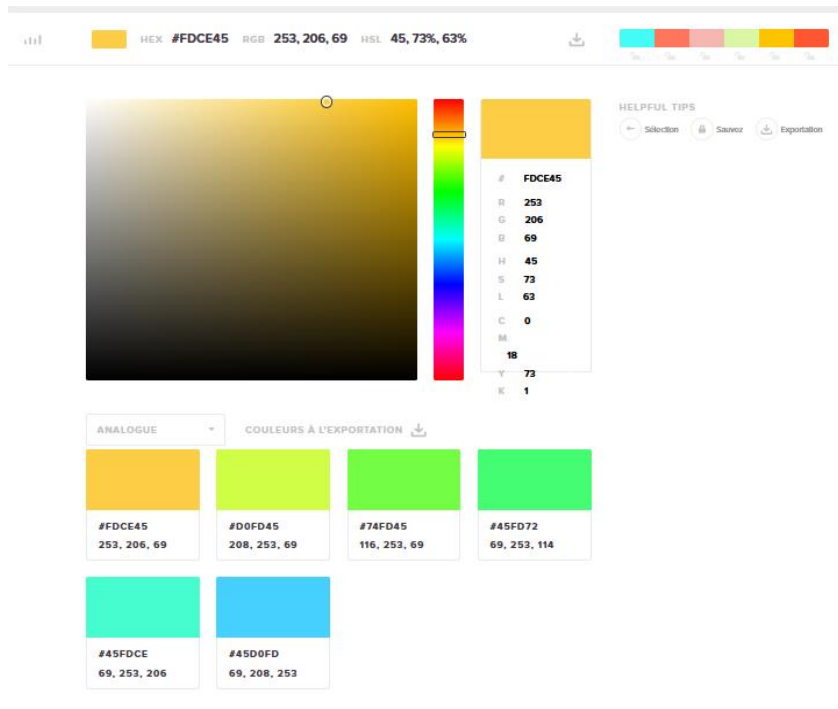 HEX #FDCE45 RGB 253, 206, 69 HSL 45, 73%, 63%
HELPFUL TIPS
Sélection Sauvez Exportation
# FDCE45
R 253
G 206
B 69
H 45
S 73
L 63
C 0
M
18
Y 73
K 1
ANALOGUE COULEURS À L'EXPORTATION
#FDCE45 #D0FD45 #74FD45 #45FD72
253, 206, 69 208, 253, 69 116, 253, 69 69, 253, 114
#45FDCE #45D0FD
69, 253, 206 69, 208, 253